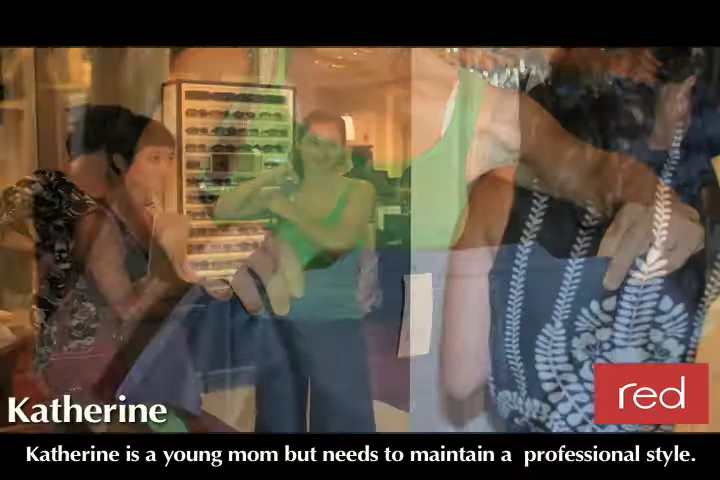 red
Katherine
Katherine is a young mom but needs to maintain a  professional style.